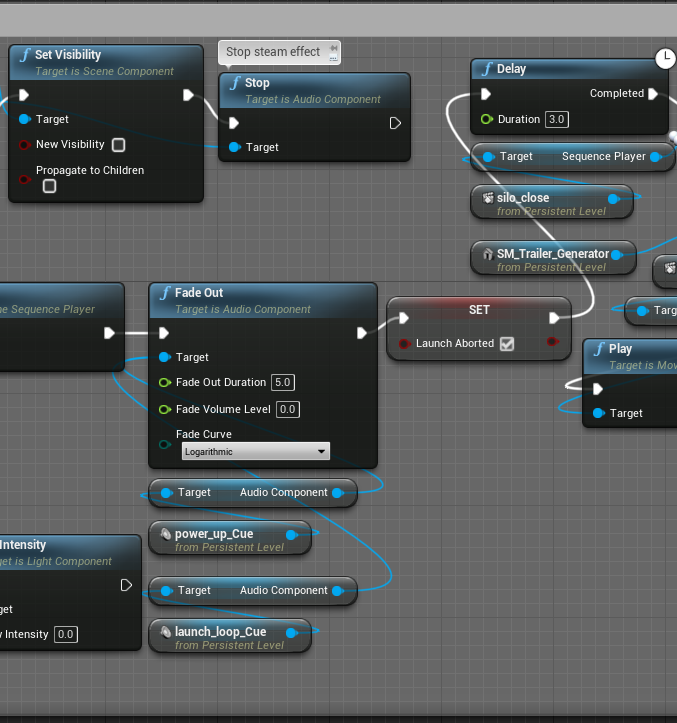 Set Visibility
Target is Scene Component
Target
New Visibility
Propagate to Children
Stop steam effect
Stop
Target is Audio Component
Target
Delay
Completed
Duration 3.0
Target Sequence Player
silo_close
from Persistent Level
SM_Trailer_Generator
from Persistent Level
Sequence Player
Fade Out
Target is Audio Component
Target
Fade Out Duration 5.0
Fade Volume Level 0.0
Fade Curve
Logarithmic
SET
Launch Aborted
Play
Target is Mov
Target
Target Audio Component
power_up_Cue
from Persistent Level
Target Audio Component
launch_loop_Cue
from Persistent Level
Intensity
get is Light Component
get
Intensity 0.0